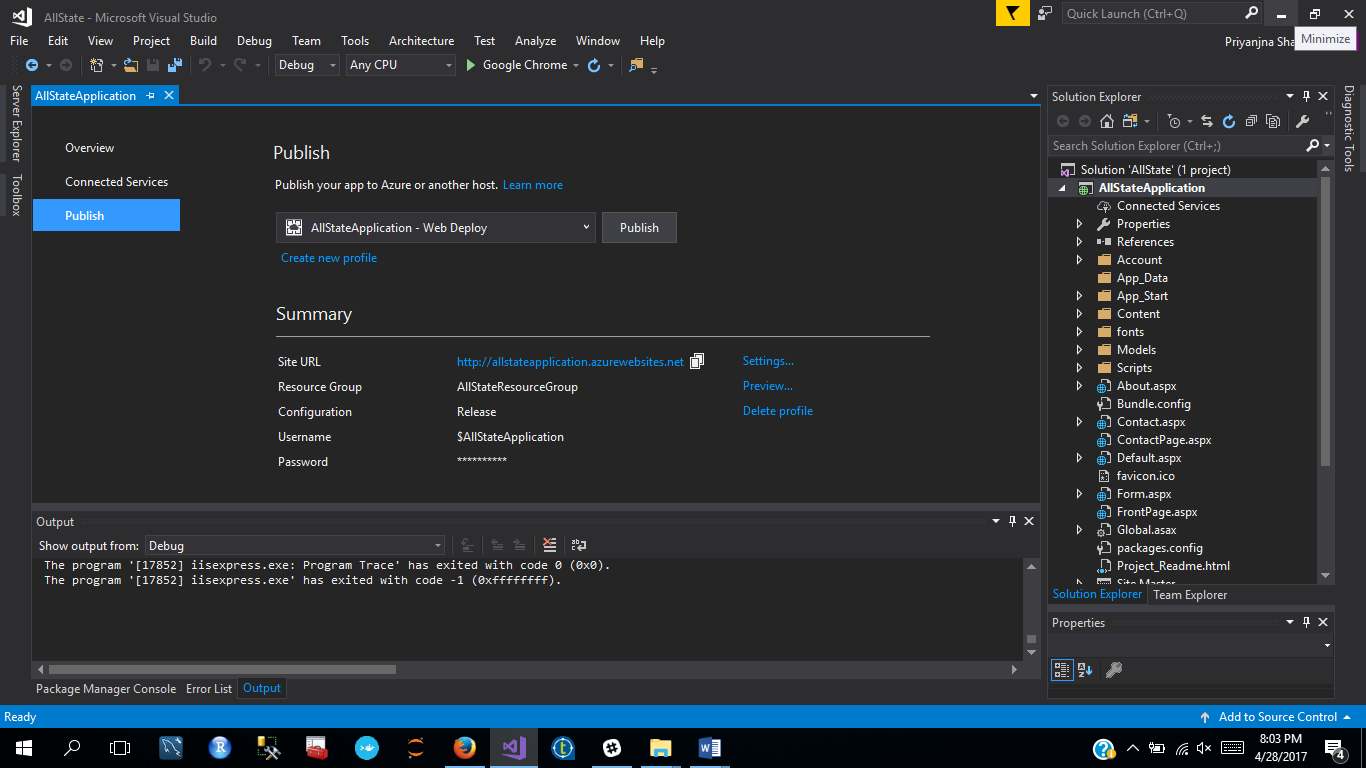 AllState - Microsoft Visual Studio
Quick Launch (Ctrl+Q)
File Edit View Project Build Debug Team Tools Architecture Test Analyze Window Help
Priyanjna Sha
Minimize
Debug Any CPU Google Chrome
Server Explorer
Toolbox
AllStateApplication
Overview
Connected Services
Publish
Publish
Publish your app to Azure or another host. Learn more
AllStateApplication - Web Deploy Publish
Create new profile
Summary
Site URL http://allstateapplication.azurewebsites.net Settings...
Resource Group AllStateResourceGroup Preview...
Configuration Release Delete profile
Username $AllStateApplication
Password **********
Output
Show output from: Debug
The program '[17852] iisexpress.exe: Program Trace' has exited with code 0 (0x0).
The program '[17852] iisexpress.exe' has exited with code -1 (0xffffffff).
Package Manager Console Error List Output
Solution Explorer
Search Solution Explorer (Ctrl+;)
Solution 'AllState' (1 project)
AllStateApplication
Connected Services
Properties
References
Account
App_Data
App_Start
Content
fonts
Models
Scripts
About.aspx
Bundle.config
Contact.aspx
ContactPage.aspx
Default.aspx
favicon.ico
Form.aspx
FrontPage.aspx
Global.asax
packages.config
Project_Readme.html
Site.Master
Solution Explorer Team Explorer
Properties
Diagnostic Tools
Ready
Add to Source Control
8:03 PM
4/28/2017
4